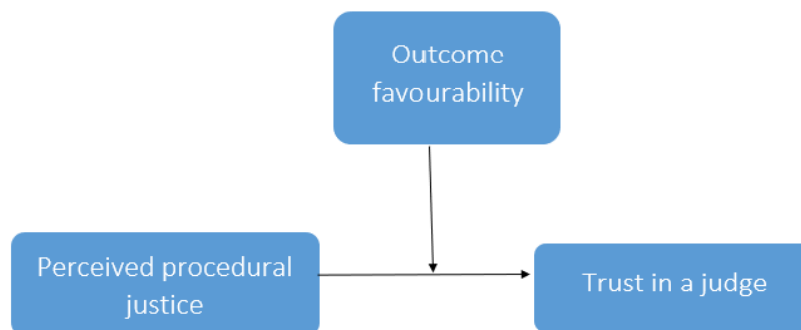 Outcome
favourability
Perceived procedural
justice
Trust in a judge